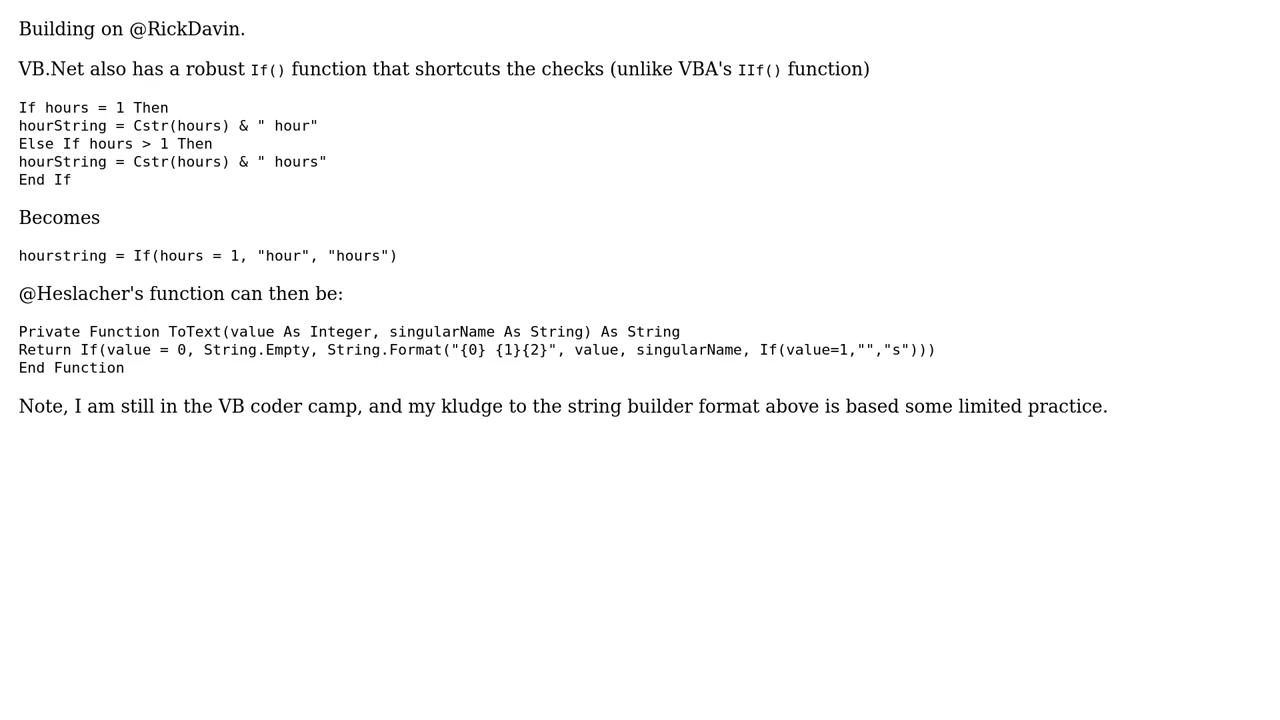 Building on @RickDavin.
VB.Net also has a robust If() function that shortcuts the checks (unlike VBA's IIf() function)
If hours = 1 Then
hourString = Cstr(hours) & " hour"
Else If hours > 1 Then
hourString = Cstr(hours) & " hours"
End If
Becomes
hourstring = If(hours = 1, "hour", "hours")
@Heslacher's function can then be:
Private Function ToText(value As Integer, singularName As String) As String
Return If(value = 0, String.Empty, String.Format("{0} {1}{2}", value, singularName, If(value=1,"","s")))
End Function
Note, I am still in the VB coder camp, and my kludge to the string builder format above is based some limited practice.